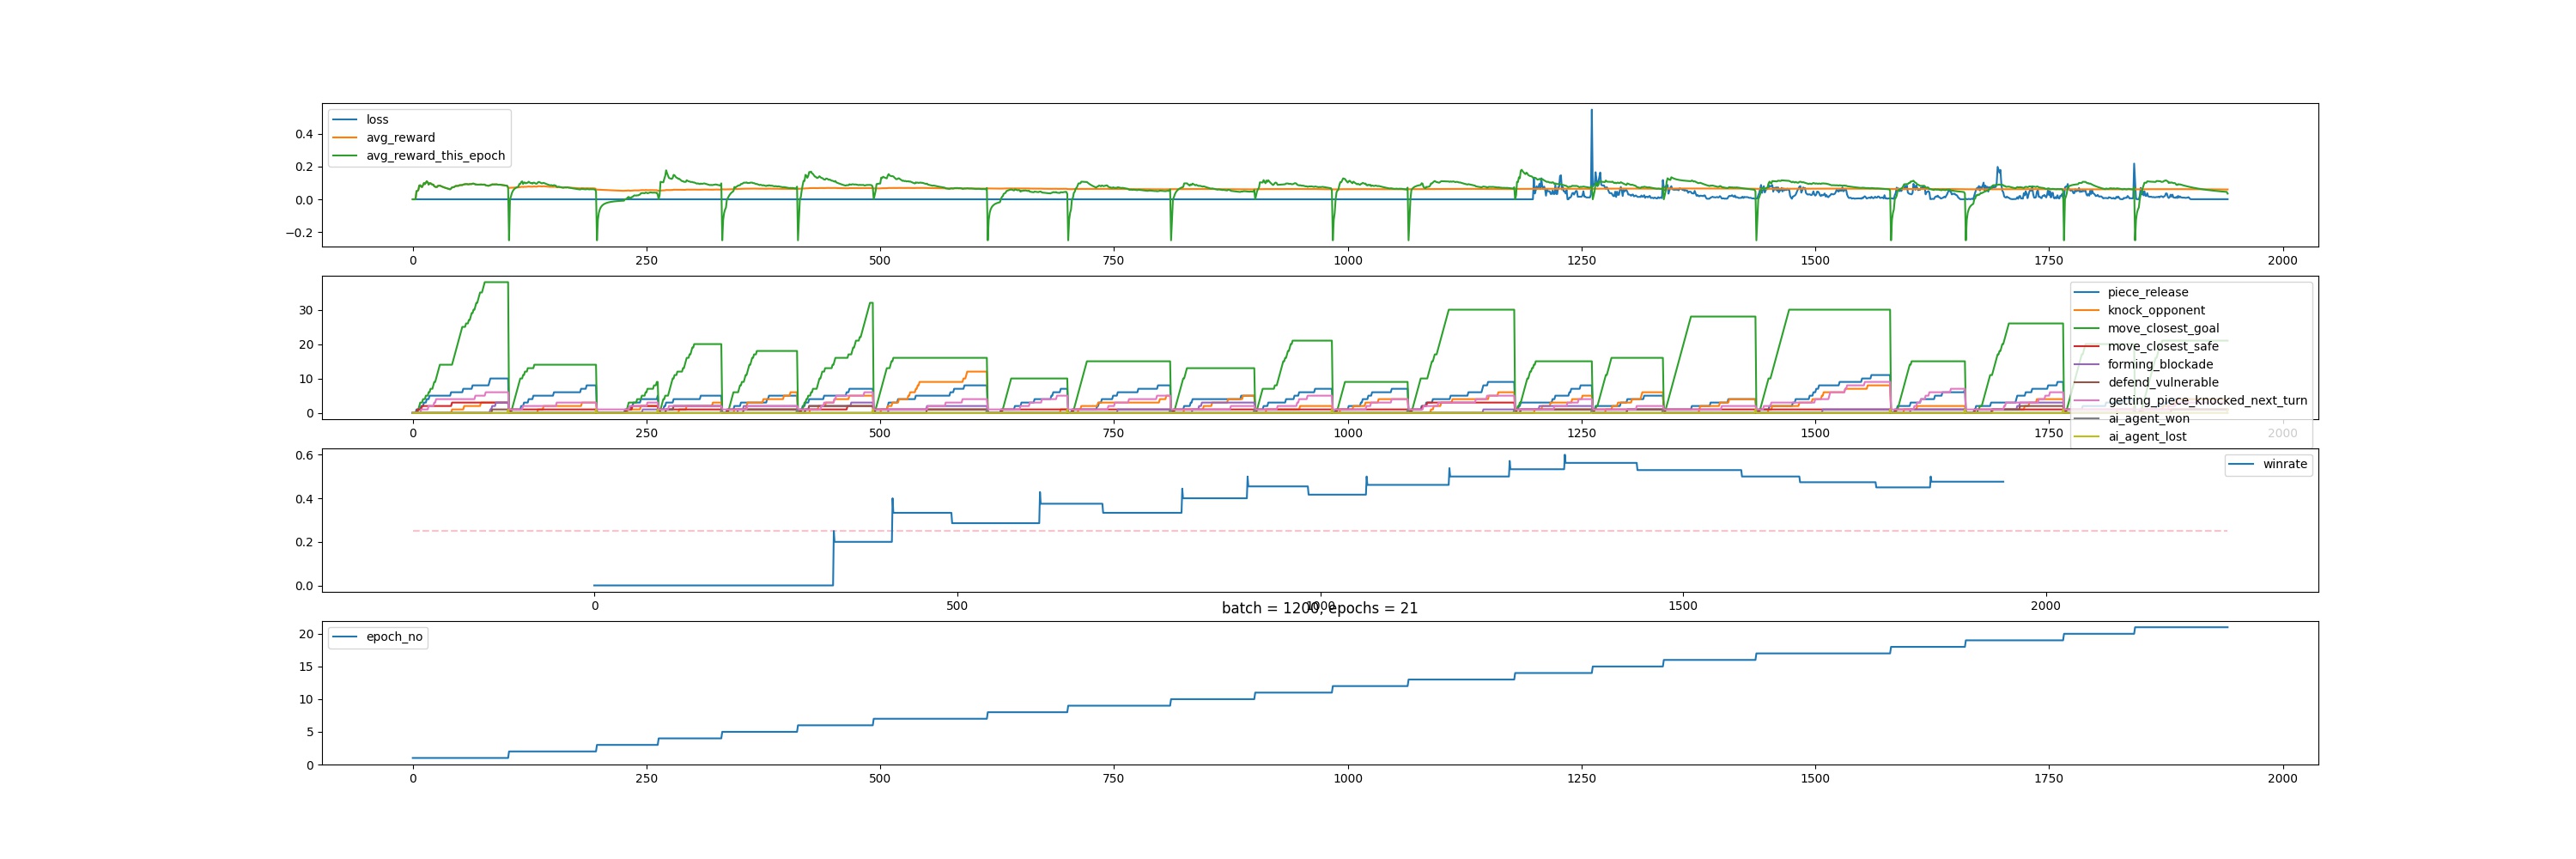 loss
avg_reward
avg_reward_this_epoch
0.4
0.2
0.0
−0.2
0 250 500 750 1000 1250 1500 1750 2000
piece_release
knock_opponent
move_closest_goal
move_closest_safe
forming_blockade
defend_vulnerable
getting_piece_knocked_next_turn
ai_agent_won
ai_agent_lost
30
20
10
0
0 250 500 750 1000 1250 1500 1750 2000
winrate
0.6
0.4
0.2
0.0
0 500 1000 1500 2000
batch = 1200, epochs = 21
epoch_no
20
15
10
5
0
0 250 500 750 1000 1250 1500 1750 2000